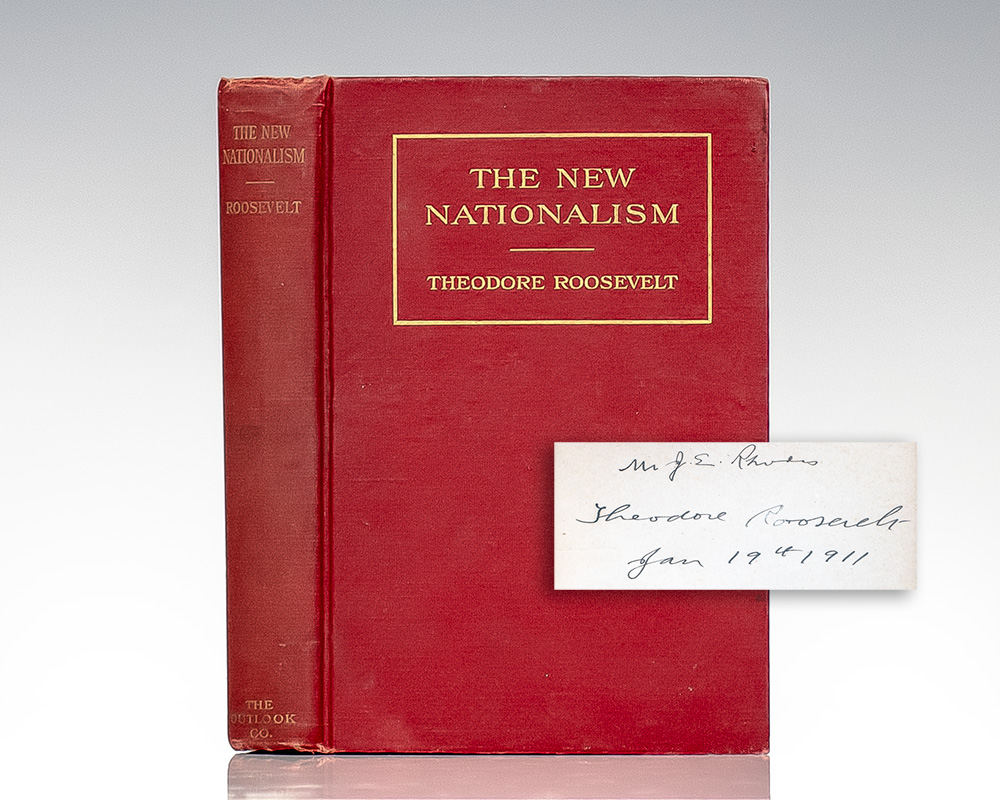 THE NEW
NATIONALISM
ROOSEVELT
THE
OUTLOOK
CO.
THE NEW
NATIONALISM
THEODORE ROOSEVELT
Mr J. E. Rhodes
Theodore Roosevelt
Jan 19th 1911